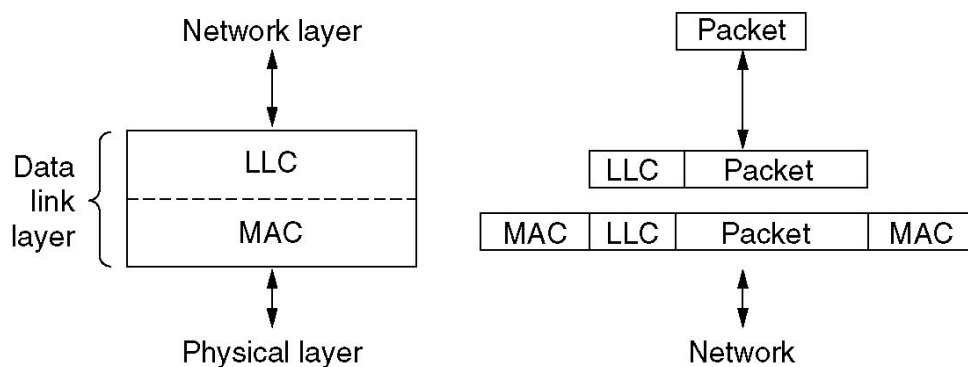 Network layer
Data
link
layer
LLC
MAC
Physical layer
Packet
LLC Packet
MAC LLC Packet MAC
Network